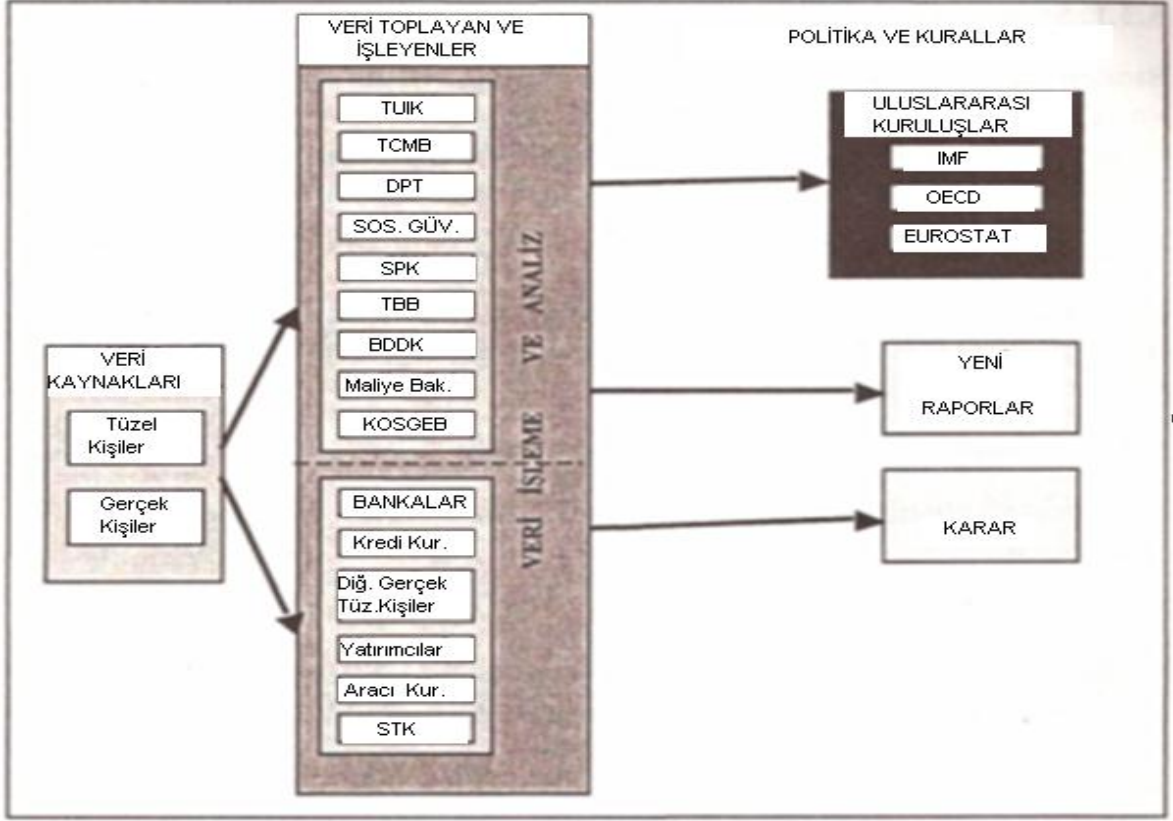 VERİ TOPLAYAN VE
İŞLEYENLER
POLİTİKA VE KURALLAR
TUIK
TCMB
DPT
SOS. GÜV.
SPK
TBB
BDDK
Maliye Bak.
KOSGEB
BANKALAR
Kredi Kur.
Diğ. Gerçek
Tüz.Kişiler
Yatırımcılar
Aracı Kur.
STK
VERİ İŞLEME VE ANALİZ
VERİ
KAYNAKLARI
Tüzel
Kişiler
Gerçek
Kişiler
ULUSLARARASI
KURULUŞLAR
IMF
OECD
EUROSTAT
YENİ
RAPORLAR
KARAR